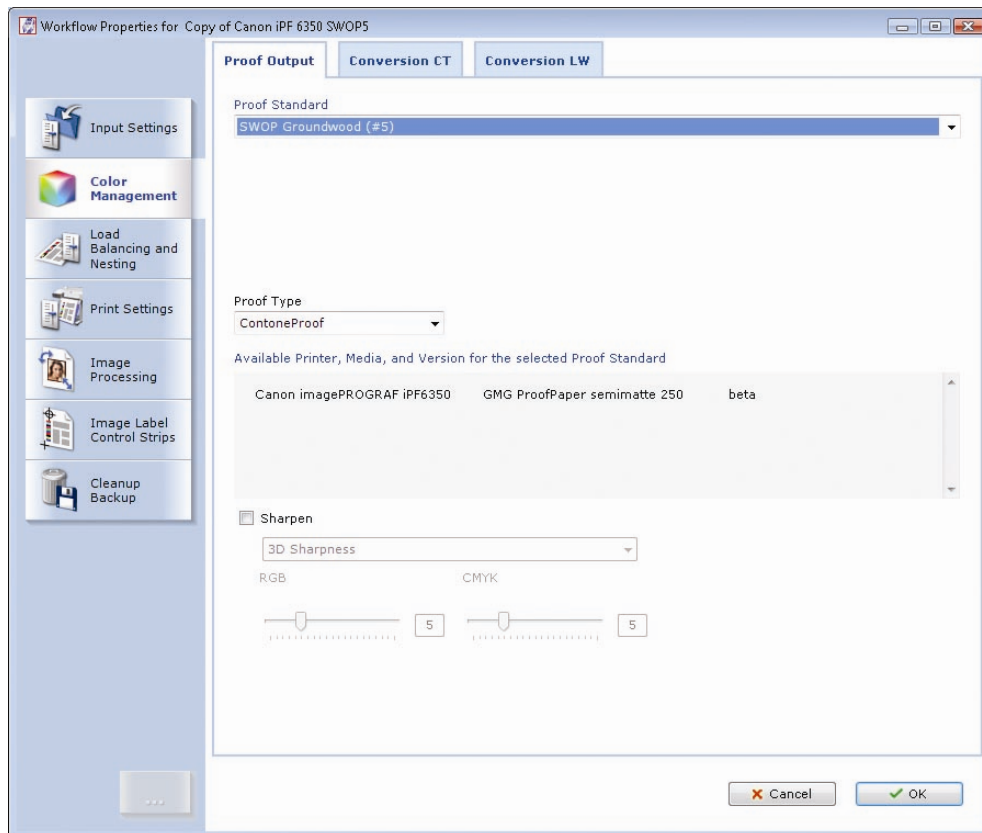 Workflow Properties for Copy of Canon iPF 6350 SWOP5
Proof Output
Conversion CT
Conversion LW
Input Settings
Color
Management
Load
Balancing and
Nesting
Print Settings
Image
Processing
Image Label
Control Strips
Cleanup
Backup
Proof Standard
SWOP Groundwood (#5)
Proof Type
ContoneProof
Available Printer, Media, and Version for the selected Proof Standard
Canon imagePROGRAF iPF6350 GMG ProofPaper semimatte 250 beta
Sharpen
3D Sharpness
RGB CMYK
5 5
...
Cancel OK